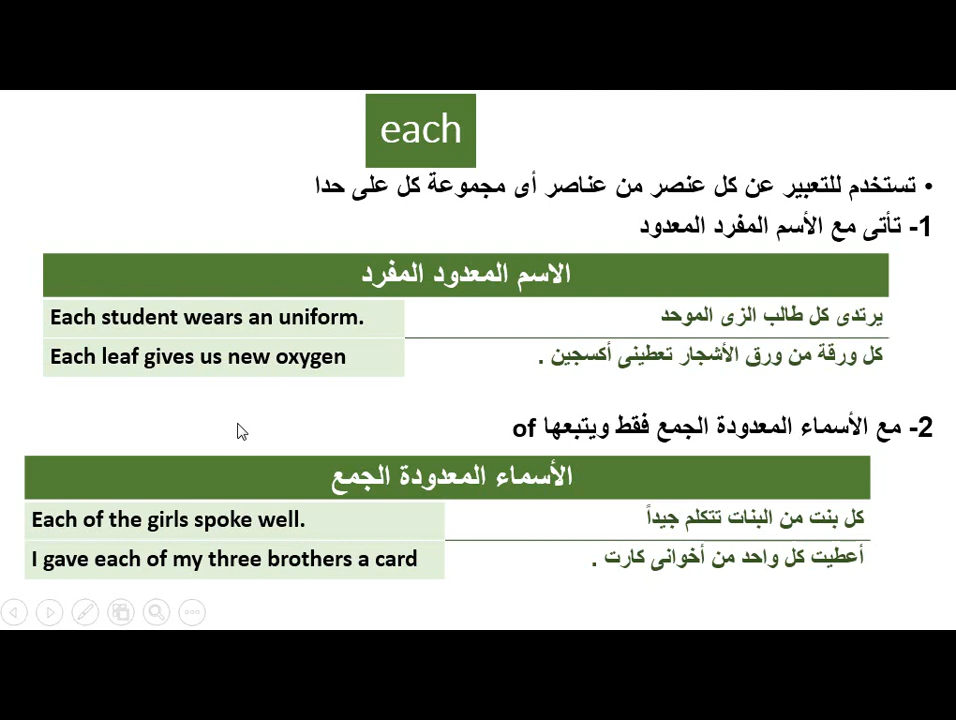 each
• تستخدم للتعبير عن كل عنصر من عناصر أى مجموعة كل على حدا
1- تأتى مع الأسم المفرد المعدود
الاسم المعدود المفرد
Each student wears an uniform.
يرتدى كل طالب الزى الموحد
Each leaf gives us new oxygen
كل ورقة من ورق الأشجار تعطينى أكسجين .
2- مع الأسماء المعدودة الجمع فقط ويتبعها of
الأسماء المعدودة الجمع
Each of the girls spoke well.
كل بنت من البنات تتكلم جيداً
I gave each of my three brothers a card
أعطيت كل واحد من أخوانى كارت .